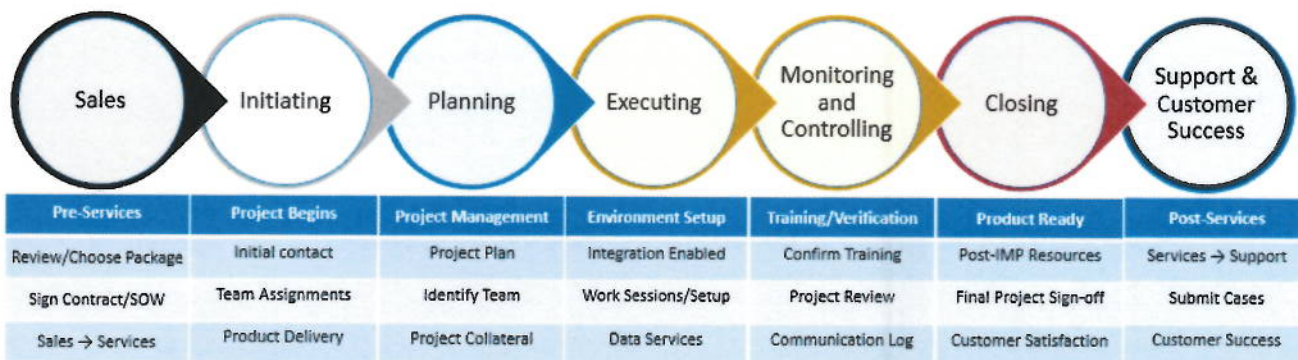 Sales
Initiating
Planning
Executing
Monitoring
and
Controlling
Closing
Support &
Customer
Success
Pre-Services Project Begins Project Management Environment Setup Training/Verification Product Ready Post-Services
Review/Choose Package Initial contact Project Plan Integration Enabled Confirm Training Post-IMP Resources Services → Support
Sign Contract/SOW Team Assignments Identify Team Work Sessions/Setup Project Review Final Project Sign-off Submit Cases
Sales → Services Product Delivery Project Collateral Data Services Communication Log Customer Satisfaction Customer Success